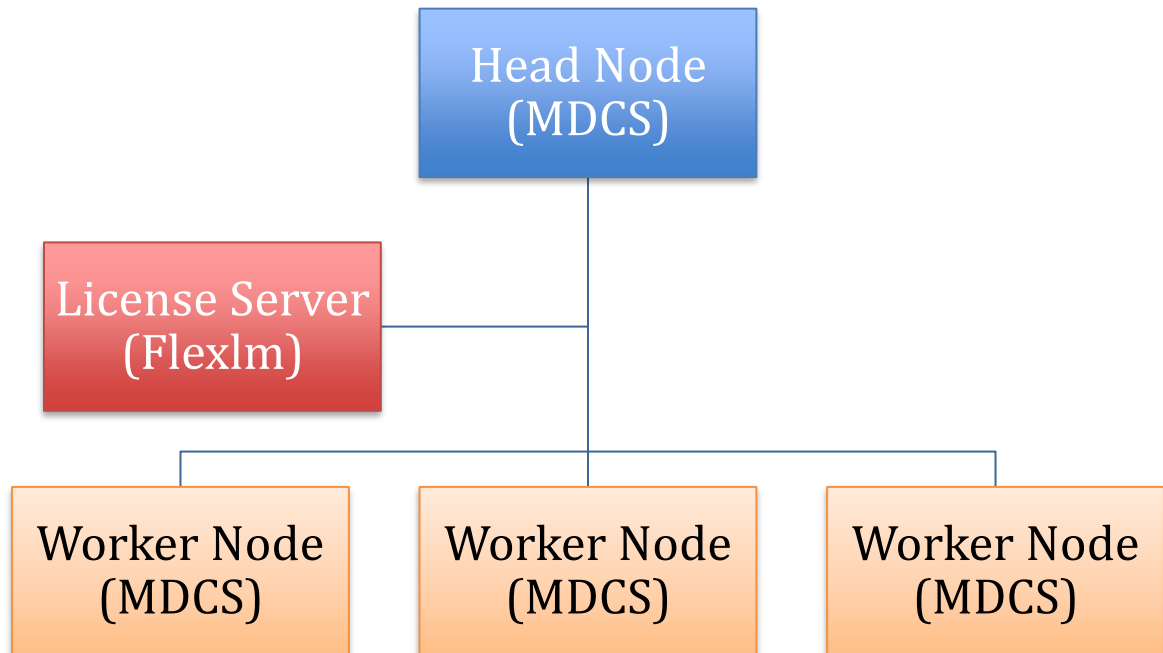 Head Node
(MDCS)
License Server
(Flexlm)
Worker Node
(MDCS)
Worker Node
(MDCS)
Worker Node
(MDCS)